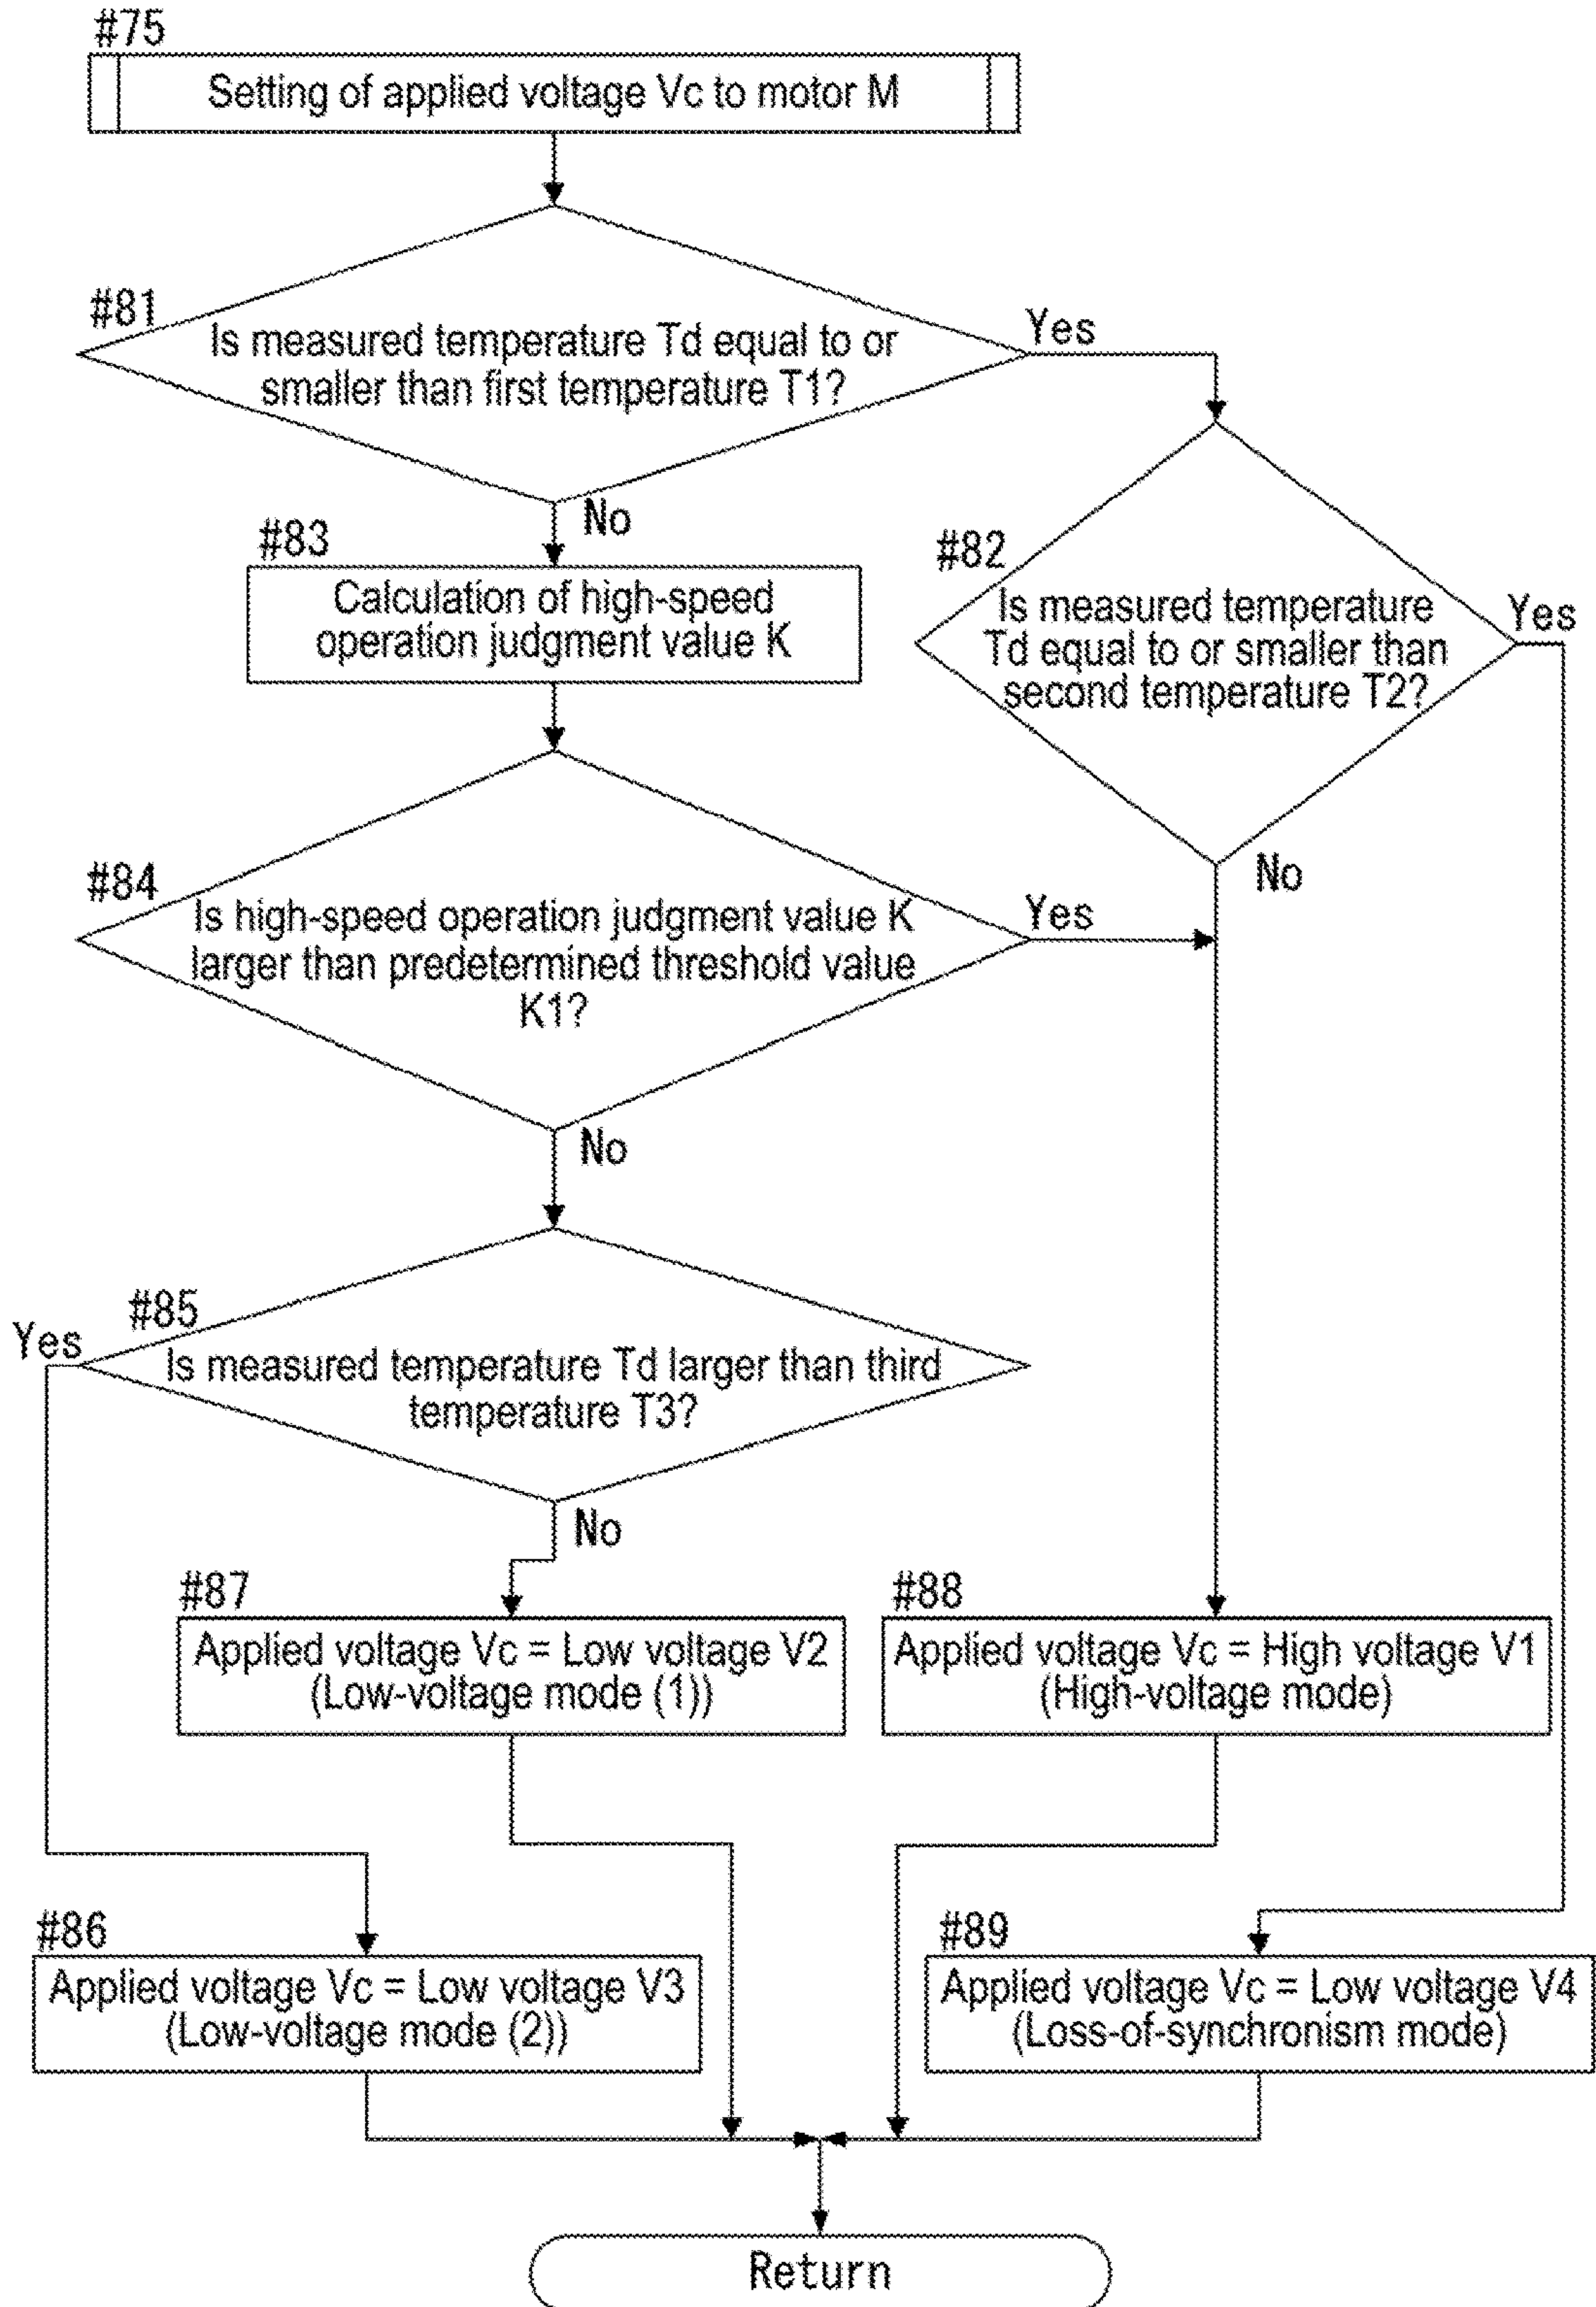 #75
Setting of applied voltage Vc to motor M
#81
Is measured temperature Td equal to or
smaller than first temperature T1?
Yes
No
#83
Calculation of high-speed
operation judgment value K
#82
Is measured temperature
Td equal to or smaller than
second temperature T2?
Yes
No
#84
Is high-speed operation judgment value K
larger than predetermined threshold value
K1?
Yes
No
#85
Yes
Is measured temperature Td larger than third
temperature T3?
No
#87
Applied voltage Vc = Low voltage V2
(Low-voltage mode (1))
#88
Applied voltage Vc = High voltage V1
(High-voltage mode)
#86
Applied voltage Vc = Low voltage V3
(Low-voltage mode (2))
#89
Applied voltage Vc = Low voltage V4
(Loss-of-synchronism mode)
Return